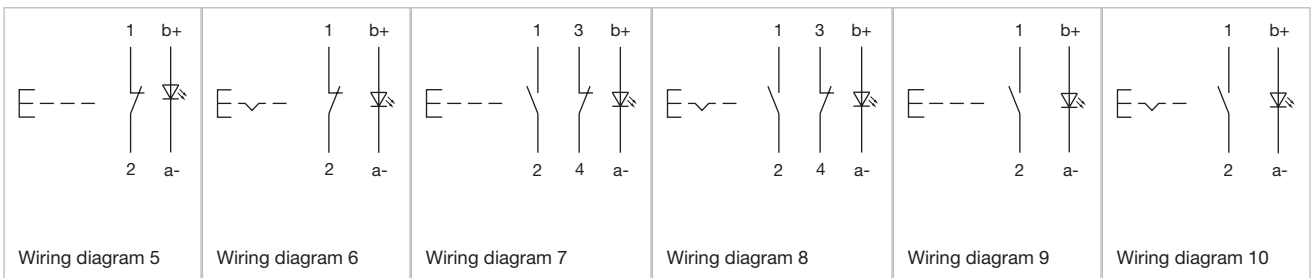 1 b+ 1 b+ 1 3 b+ 1 3 b+ 1 b+ 1 b+
2 a- 2 a- 2 4 a- 2 4 a- 2 a- 2 a-
Wiring diagram 5 Wiring diagram 6 Wiring diagram 7 Wiring diagram 8 Wiring diagram 9 Wiring diagram 10